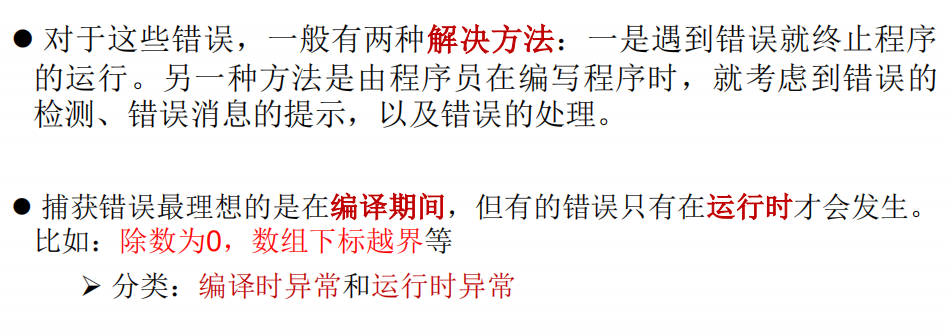 ● 对于这些错误，一般有两种解决方法：一是遇到错误就终止程序
的运行。另一种方法是由程序员在编写程序时，就考虑到错误的
检测、错误消息的提示，以及错误的处理。
● 捕获错误最理想的是在编译期间，但有的错误只有在运行时才会发生。
比如：除数为0，数组下标越界等
➢ 分类：编译时异常和运行时异常